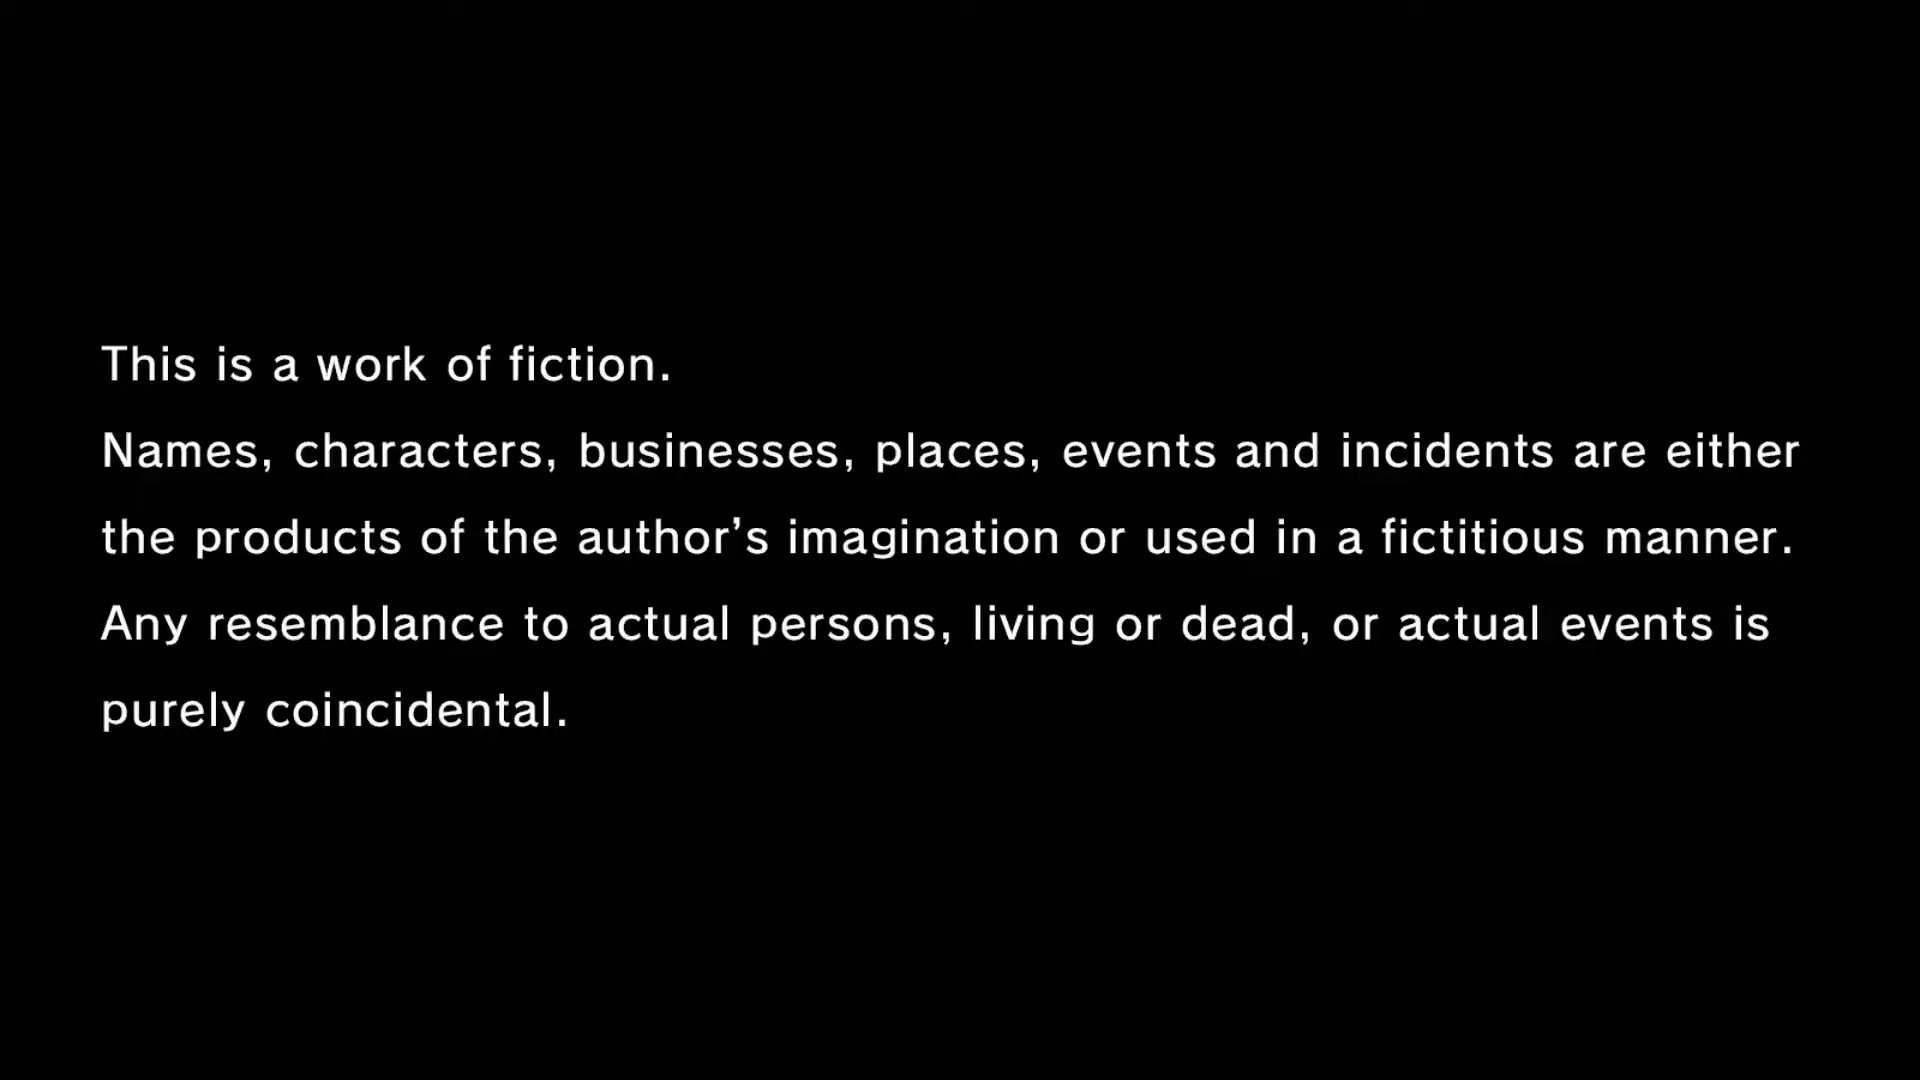 This is a work of fiction.
Names, characters, businesses, places, events and incidents are either
the products of the author’s imagination or used in a fictitious manner.
Any resemblance to actual persons, living or dead, or actual events is
purely coincidental.